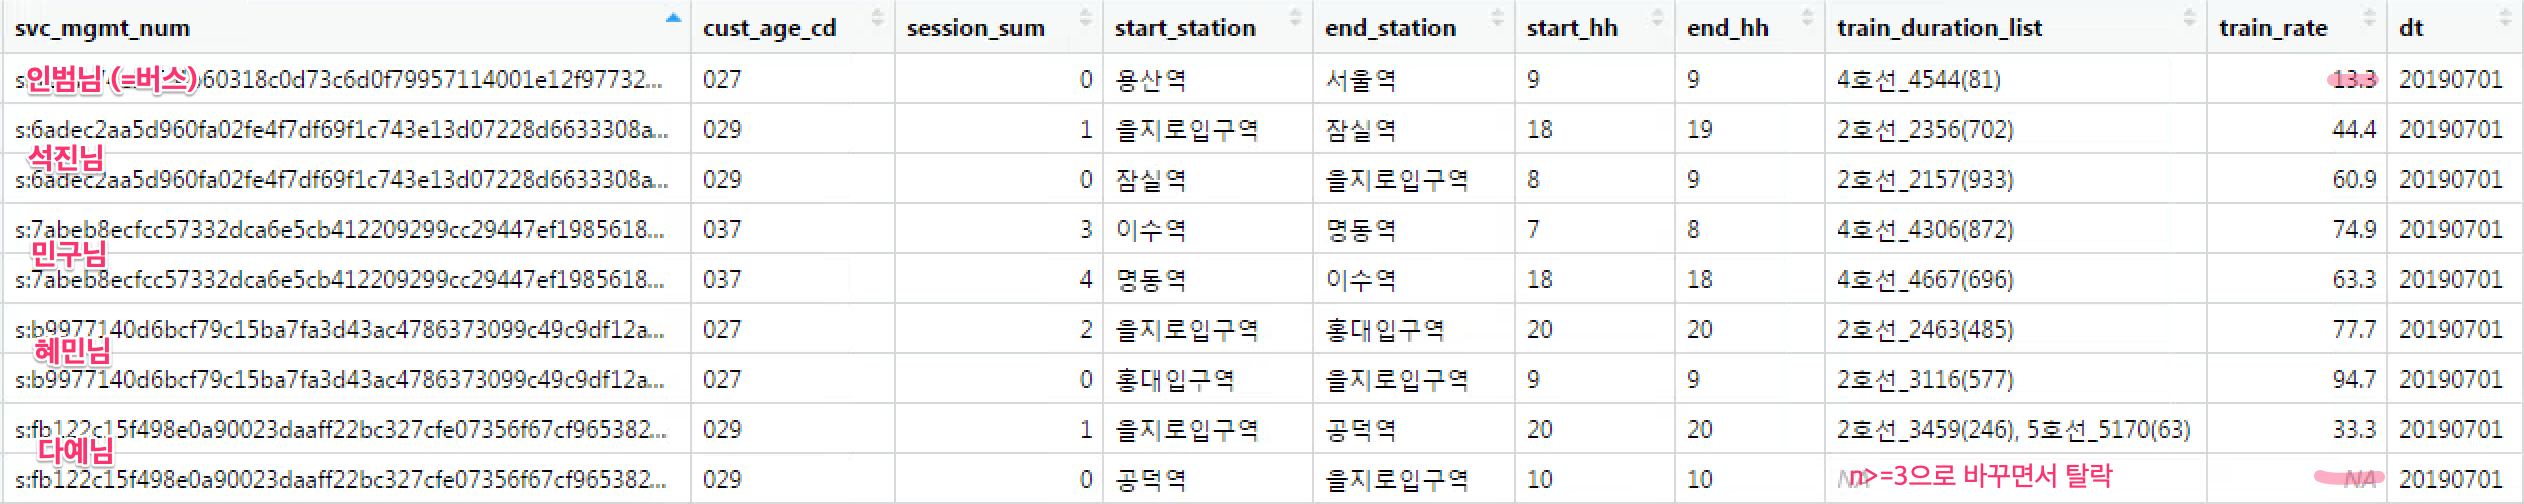 svc_mgmt_num cust_age_cd session_sum start_station end_station start_hh end_hh train_duration_list train_rate dt
인범님 (=버스) 60318c0d73c6d0f79957114001e12f97732... 027 0 용산역 서울역 9 9 4호선_4544(81) 13.3 20190701
s:6adec2aa5d960fa02fe4f7df69f1c743e13d07228d6633308a... 029 1 을지로입구역 잠실역 18 19 2호선_2356(702) 44.4 20190701
석진님
s:6adec2aa5d960fa02fe4f7df69f1c743e13d07228d6633308a... 029 0 잠실역 을지로입구역 8 9 2호선_2157(933) 60.9 20190701
s:7abeb8ecfcc57332dca6e5cb412209299cc29447ef1985618... 037 3 이수역 명동역 7 8 4호선_4306(872) 74.9 20190701
민구님
s:7abeb8ecfcc57332dca6e5cb412209299cc29447ef1985618... 037 4 명동역 이수역 18 18 4호선_4667(696) 63.3 20190701
s:b9977140d6bcf79c15ba7fa3d43ac4786373099c49c9df12a... 027 2 을지로입구역 홍대입구역 20 20 2호선_2463(485) 77.7 20190701
혜민님
s:b9977140d6bcf79c15ba7fa3d43ac4786373099c49c9df12a... 027 0 홍대입구역 을지로입구역 9 9 2호선_3116(577) 94.7 20190701
s:fb122c15f498e0a90023daaff22bc327cfe07356f67cf965382... 029 1 을지로입구역 공덕역 20 20 2호선_3459(246), 5호선_5170(63) 33.3 20190701
다예님
s:fb122c15f498e0a90023daaff22bc327cfe07356f67cf965382... 029 0 공덕역 을지로입구역 10 10 NA n>=3으로 바꾸면서 탈락 NA 20190701